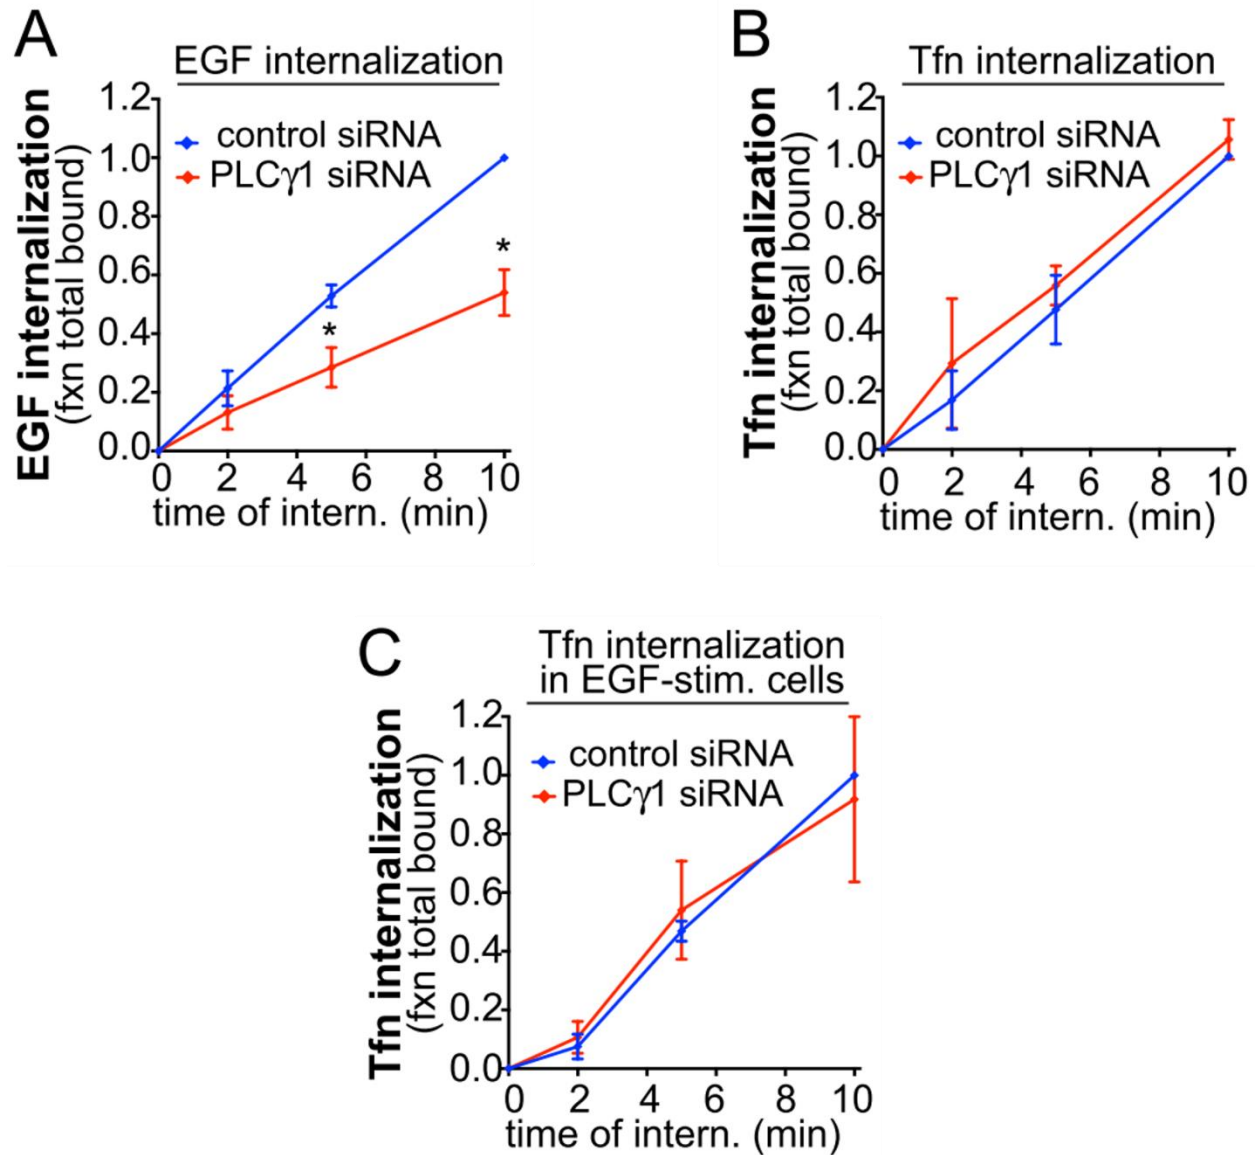 A
EGF internalization
EGF internalization
(fxn total bound)
1.2
1.0
0.8
0.6
0.4
0.2
0.0
control siRNA
PLCγ1 siRNA
*
*
0 2 4 6 8 10
time of intern. (min)
B
Tfn internalization
Tfn internalization
(fxn total bound)
1.2
1.0
0.8
0.6
0.4
0.2
0.0
control siRNA
PLCγ1 siRNA
0 2 4 6 8 10
time of intern. (min)
C
Tfn internalization
in EGF-stim. cells
Tfn internalization
(fxn total bound)
1.2
1.0
0.8
0.6
0.4
0.2
0.0
control siRNA
PLCγ1 siRNA
0 2 4 6 8 10
time of intern. (min)